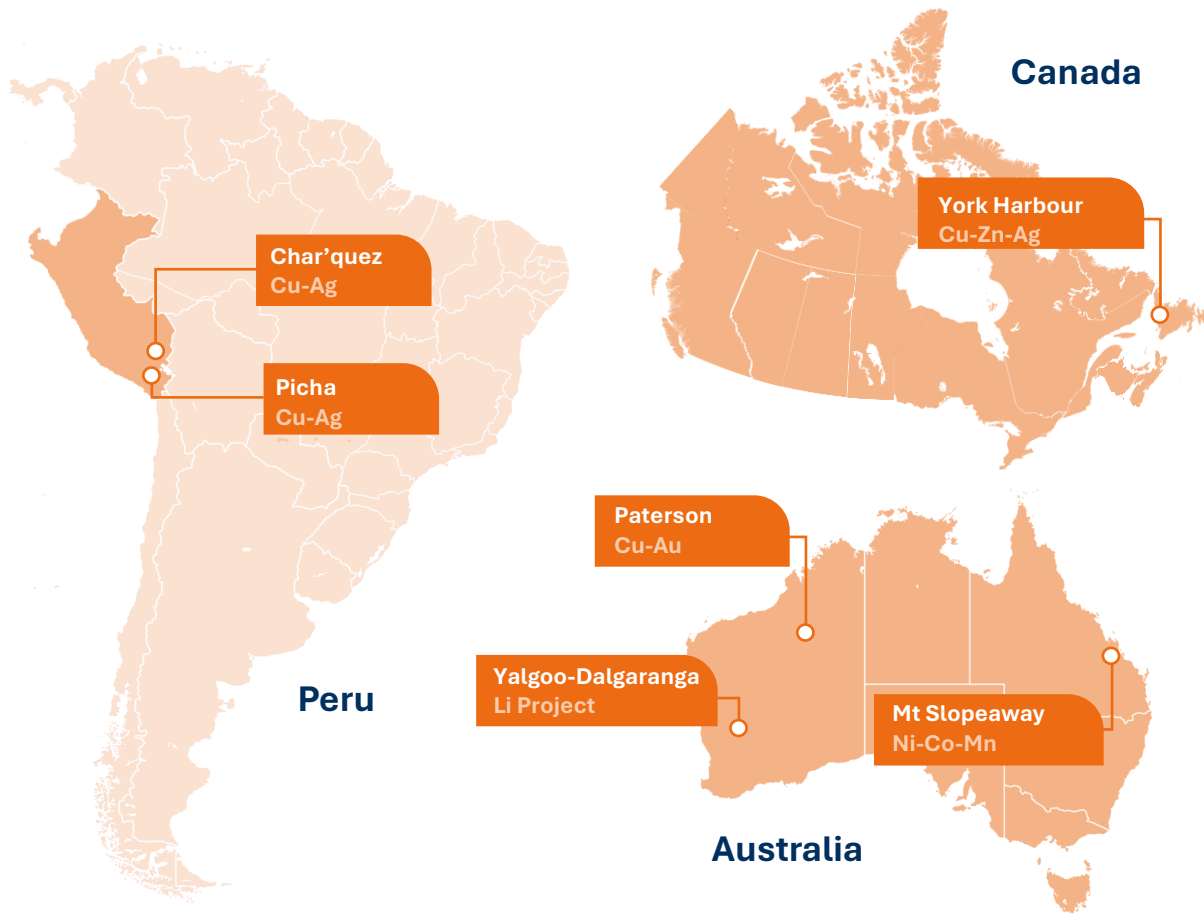 Canada
York Harbour
Cu-Zn-Ag
Char’quez
Cu-Ag
Picha
Cu-Ag
Peru
Paterson
Cu-Au
Yalgoo-Dalgaranga
Li Project
Mt Slopeaway
Ni-Co-Mn
Australia